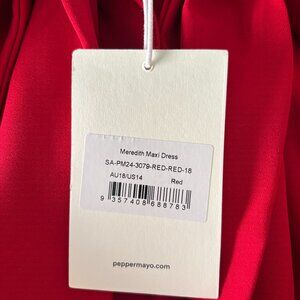 Meredith Maxi Dress
SA-PM24-3079-RED-RED-18
AU18/US14 Red
9 357408 688783
peppermayo.com